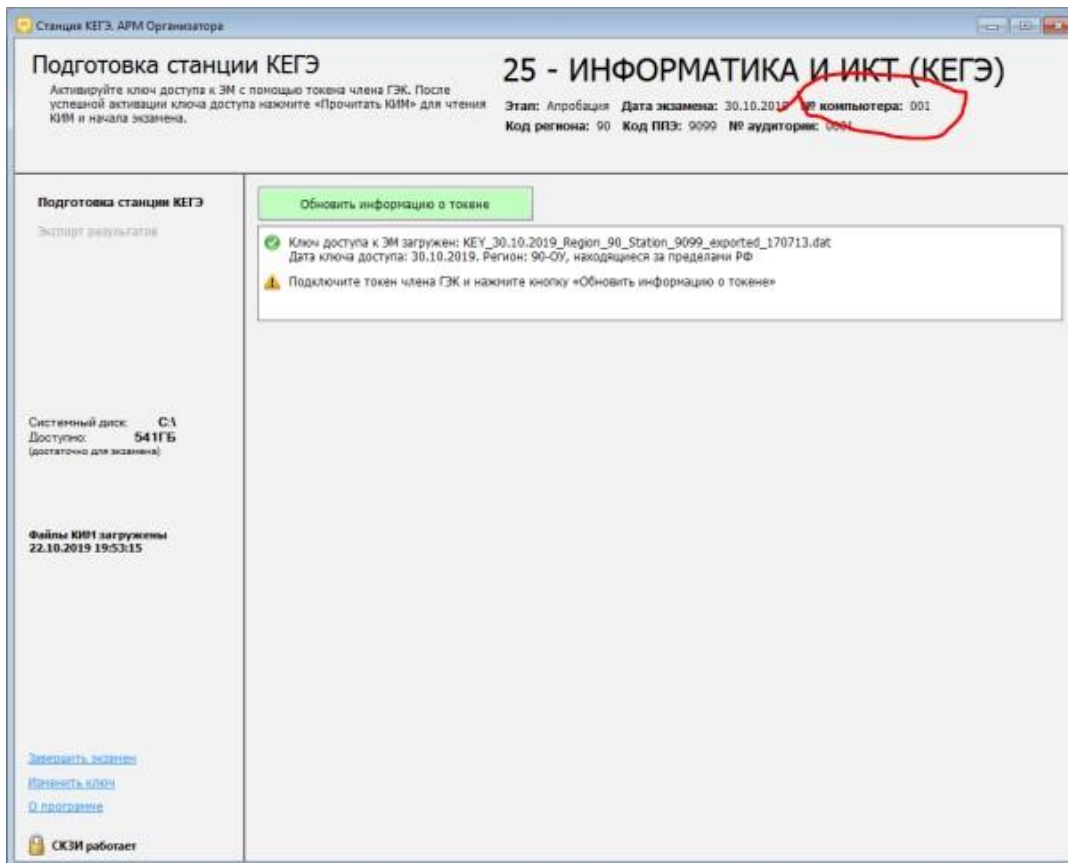 Станция КЕГЭ. АРМ Организатора
Подготовка станции КЕГЭ
Активируйте ключ доступа к ЭМ с помощью токена члена ГЭК. После
успешной активации ключа доступа нажмите «Прочитать КИМ» для чтения
КИМ и начала экзамена.
25 - ИНФОРМАТИКА И ИКТ (КЕГЭ)
Этап: Апробация Дата экзамена: 30.10.2019 № компьютера: 001
Код региона: 90 Код ППЭ: 9099 № аудитории: 0001
Подготовка станции КЕГЭ
Экспорт результатов
Обновить информацию о токене
Ключ доступа к ЭМ загружен: KEY_30.10.2019_Region_90_Station_9099_exported_170713.dat
Дата ключа доступа: 30.10.2019. Регион: 90-ОУ, находящиеся за пределами РФ
Подключите токен члена ГЭК и нажмите кнопку «Обновить информацию о токене»
Системный диск: C:\
Доступно: 541ГБ
(достаточно для экзамена)
Файлы КИМ загружены
22.10.2019 19:53:15
Завершить экзамен
Изменить ключ
О программе
СКЗИ работает